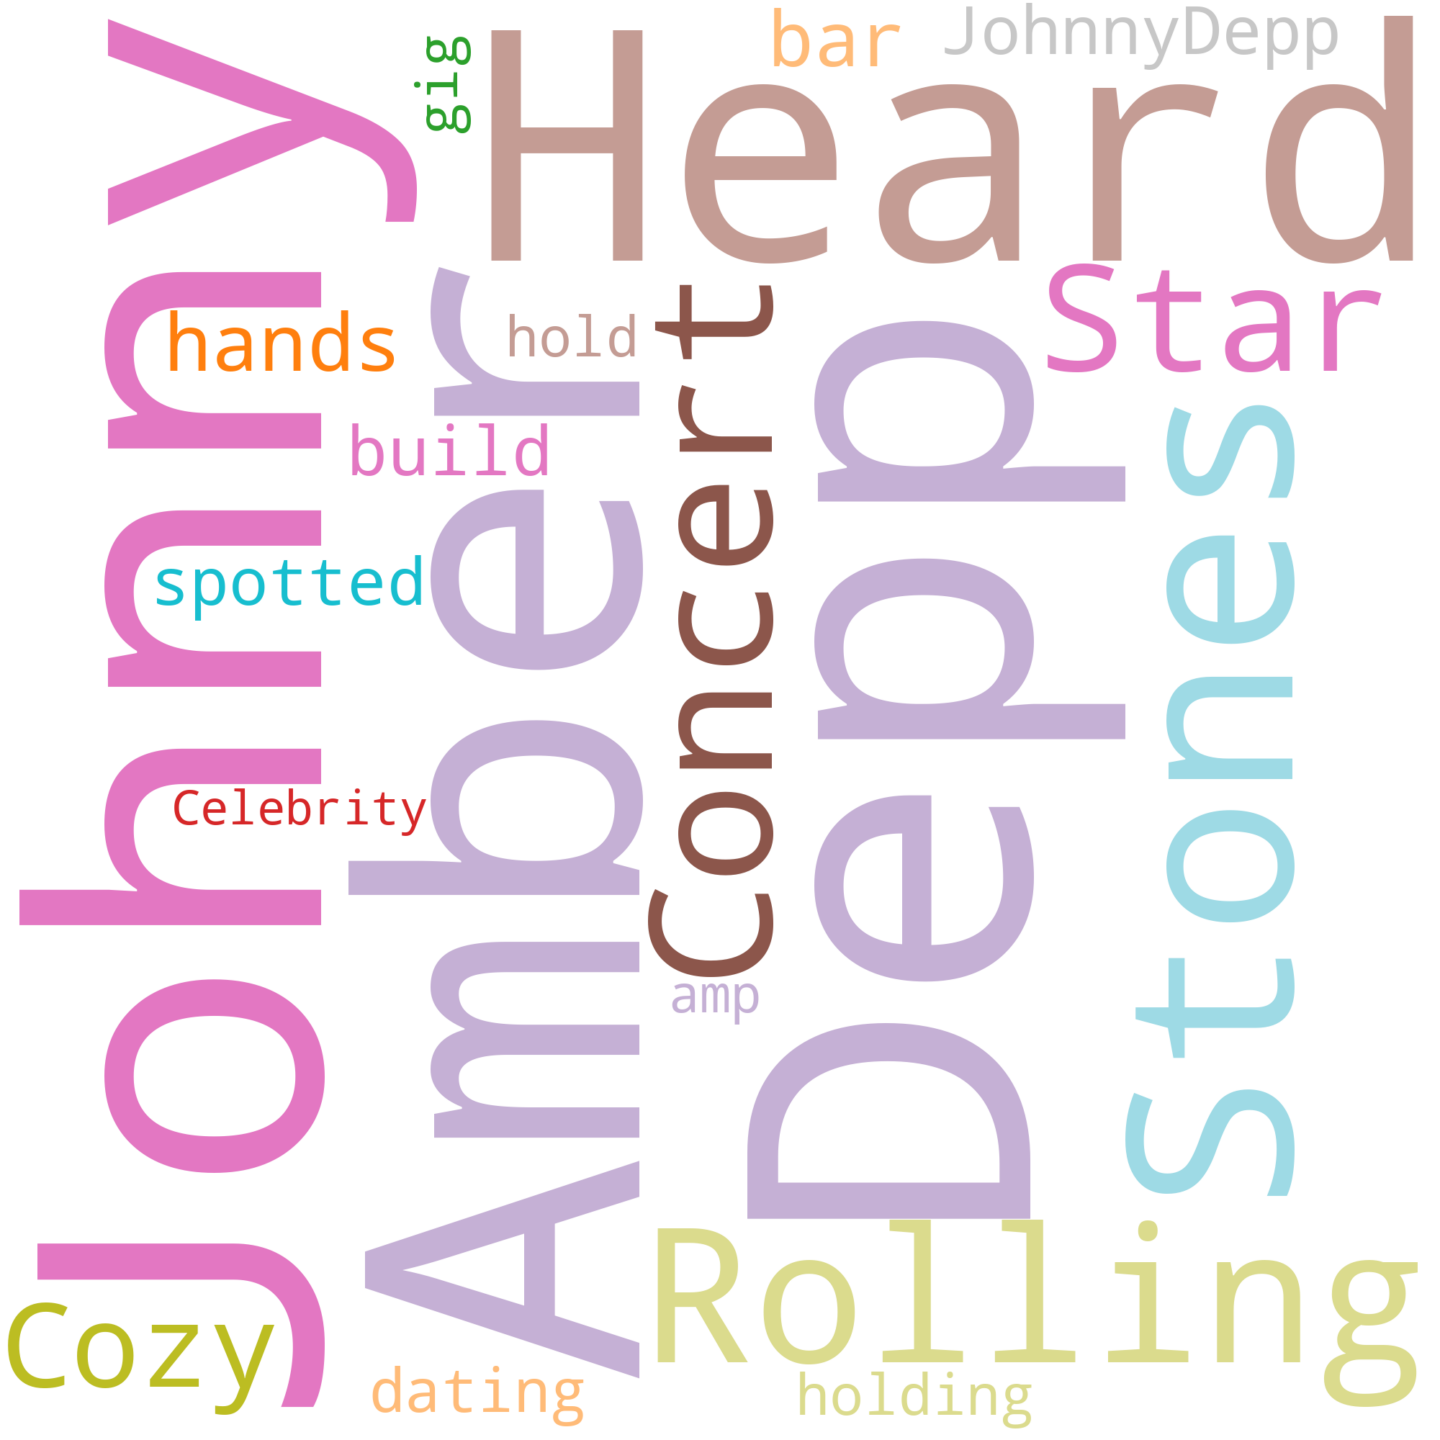 Johnny
gig
Heard
bar
JohnnyDepp
hands
hold
Concert
Star
build
Amber
Depp
Stones
spotted
Celebrity
amp
Cozy
Rolling
dating
holding